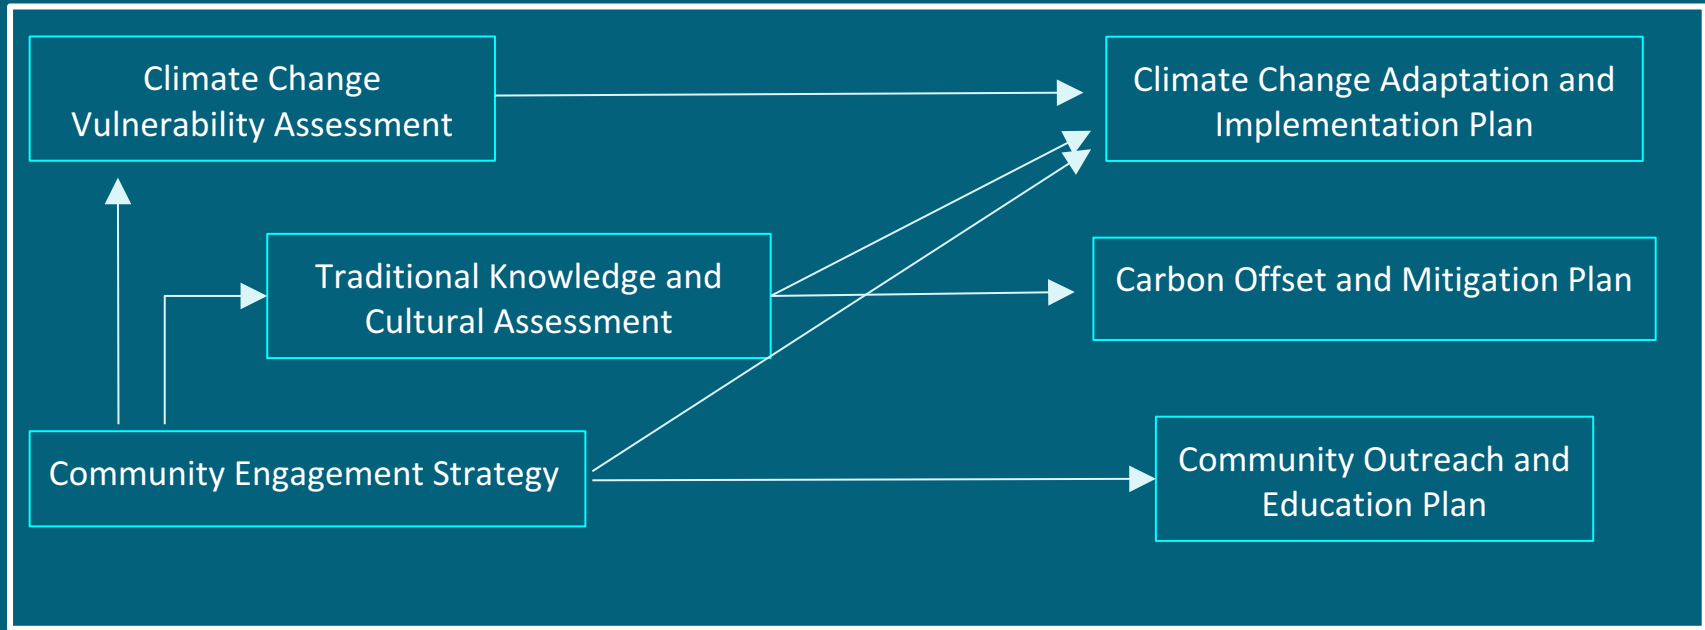 Climate Change
Vulnerability Assessment
Climate Change Adaptation and
Implementation Plan
Traditional Knowledge and
Cultural Assessment
Carbon Offset and Mitigation Plan
Community Engagement Strategy
Community Outreach and
Education Plan